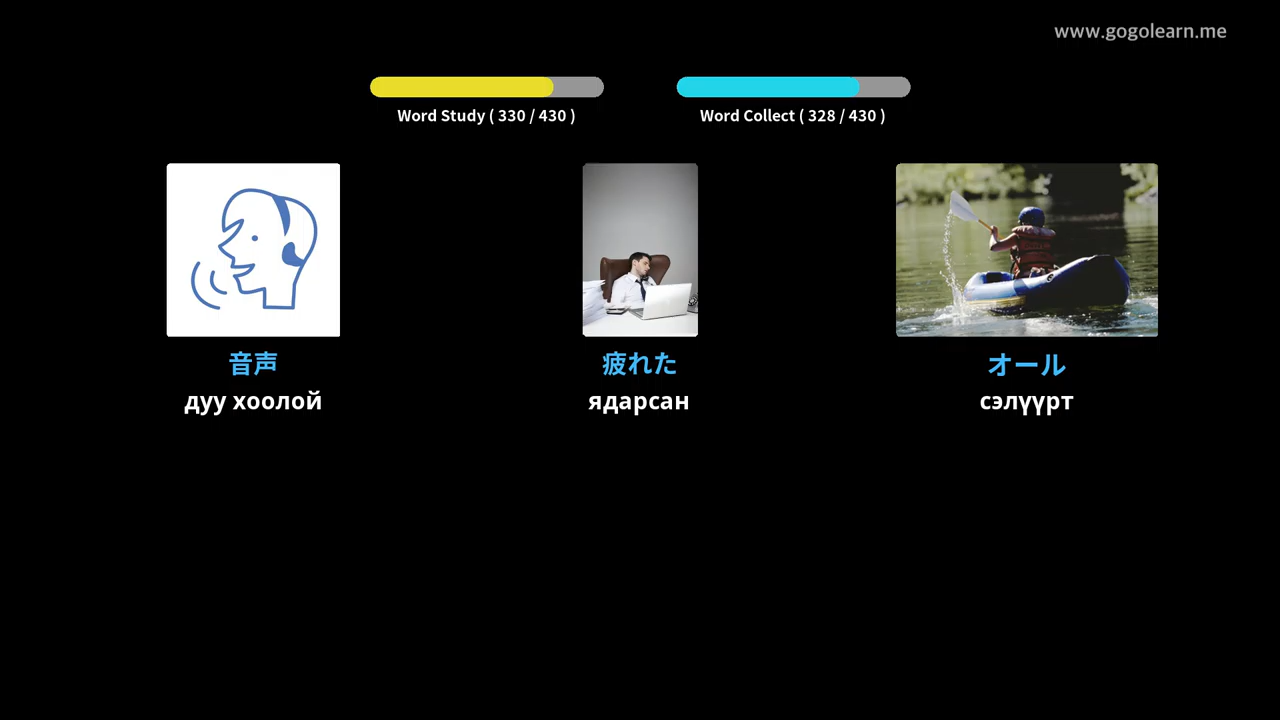 www.gogolearn.me
Word Study ( 330 / 430 )
Word Collect ( 328 / 430 )
音声
疲れた
オール
дуу хоолой
ядарсан
сэлүүрт